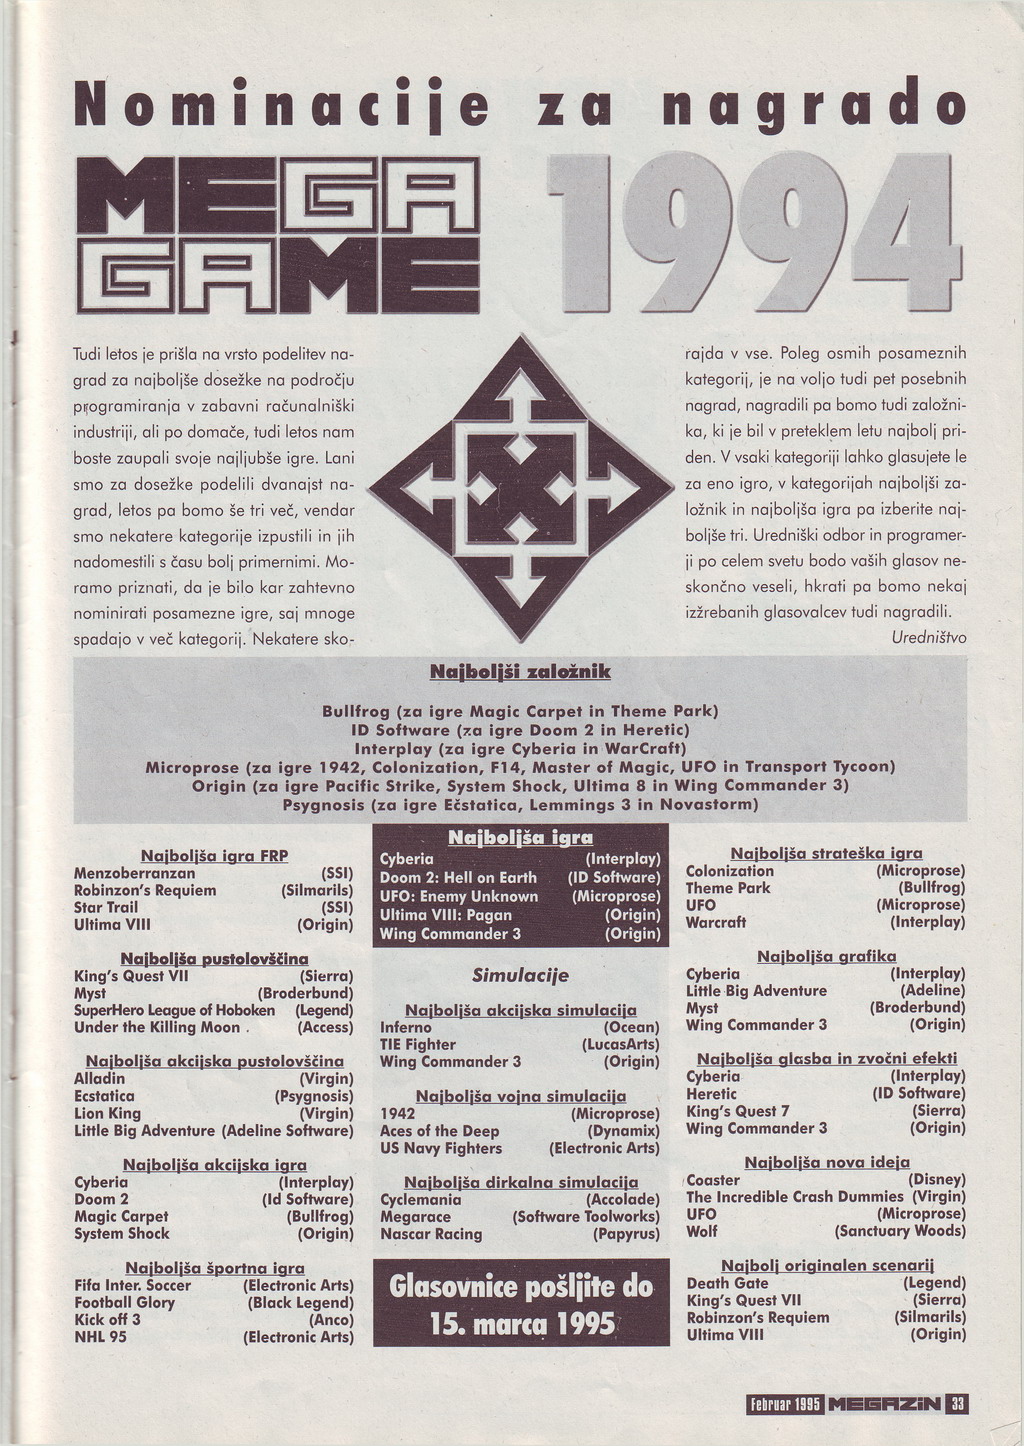 Nominacije za nagrado
MEGA
GAME
1994
Tudi letos je prišla na vrsto podelitev na-
grad za najboljše dosežke na področju
programiranja v zabavni računalniški
industriji, ali po domače, tudi letos nam
boste zaupali svoje najljubše igre. Lani
smo za dosežke podelili dvanajst na-
grad, letos pa bomo še tri več, vendar
smo nekatere kategorije izpustili in jih
nadomestili s času bolj primernimi. Mo-
ramo priznati, da je bilo kar zahtevno
nominirati posamezne igre, saj mnoge
spadajo v več kategorij. Nekatere sko-
rajda v vse. Poleg osmih posameznih
kategorij, je na voljo tudi pet posebnih
nagrad, nagradili pa bomo tudi založni-
ka, ki je bil v preteklem letu najbolj pri-
den. V vsaki kategoriji lahko glasujete le
za eno igro, v kategorijah najboljši za-
ložnik in najboljša igra pa izberite naj-
boljše tri. Uredniški odbor in programer-
ji po celem svetu bodo vaših glasov ne-
skončno veseli, hkrati pa bomo nekaj
izžrebanih glasovalcev tudi nagradili.
Uredništvo
Najboljši založnik
Bullfrog (za igre Magic Carpet in Theme Park)
ID Software (za igre Doom 2 in Heretic)
Interplay (za igre Cyberia in WarCraft)
Microprose (za igre 1942, Colonization, F14, Master of Magic, UFO in Transport Tycoon)
Origin (za igre Pacific Strike, System Shock, Ultima 8 in Wing Commander 3)
Psygnosis (za igre Ečstatica, Lemmings 3 in Novastorm)
Najboljša igra FRP
Menzoberranzan (SSI)
Robinzon's Requiem (Silmarils)
Star Trail (SSI)
Ultima VIII (Origin)
Najboljša pustolovščina
King's Quest VII (Sierra)
Myst (Broderbund)
SuperHero League of Hoboken (Legend)
Under the Killing Moon (Access)
Najboljša akcijska pustolovščina
Alladin (Virgin)
Ecstatica (Psygnosis)
Lion King (Virgin)
Little Big Adventure (Adeline Software)
Najboljša akcijska igra
Cyberia (Interplay)
Doom 2 (Id Software)
Magic Carpet (Bullfrog)
System Shock (Origin)
Najboljša športna igra
Fifa Inter. Soccer (Electronic Arts)
Football Glory (Black Legend)
Kick off 3 (Anco)
NHL 95 (Electronic Arts)
Najboljša igra
Cyberia (Interplay)
Doom 2: Hell on Earth (ID Software)
UFO: Enemy Unknown (Microprose)
Ultima VIII: Pagan (Origin)
Wing Commander 3 (Origin)
Simulacije
Najboljša akcijska simulacija
Inferno (Ocean)
TIE Fighter (LucasArts)
Wing Commander 3 (Origin)
Najboljša vojna simulacija
1942 (Microprose)
Aces of the Deep (Dynamix)
US Navy Fighters (Electronic Arts)
Najboljša dirkalna simulacija
Cyclemania (Accolade)
Megarace (Software Toolworks)
Nascar Racing (Papyrus)
Glasovnice pošljite do
15. marca 1995
Najboljša strateška igra
Colonization (Microprose)
Theme Park (Bullfrog)
UFO (Microprose)
Warcraft (Interplay)
Najboljša grafika
Cyberia (Interplay)
Little Big Adventure (Adeline)
Myst (Broderbund)
Wing Commander 3 (Origin)
Najboljša glasba in zvočni efekti
Cyberia (Interplay)
Heretic (ID Software)
King's Quest 7 (Sierra)
Wing Commander 3 (Origin)
Najboljša nova ideja
Coaster (Disney)
The Incredible Crash Dummies (Virgin)
UFO (Microprose)
Wolf (Sanctuary Woods)
Najbolj originalen scenarij
Death Gate (Legend)
King's Quest VII (Sierra)
Robinzon's Requiem (Silmarils)
Ultima VIII (Origin)
Februar 1995 MEGAZIN 33